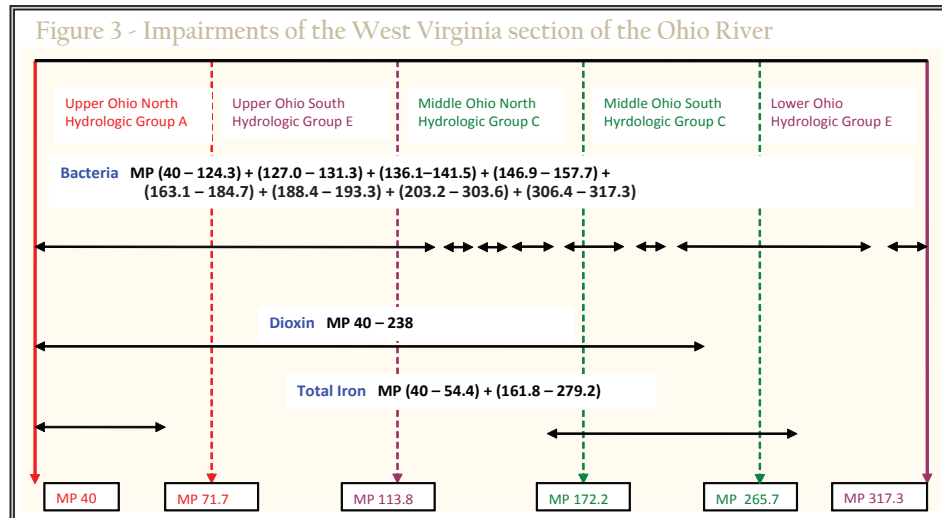 Figure 3 - Impairments of the West Virginia section of the Ohio River
Upper Ohio North
Hydrologic Group A
Upper Ohio South
Hyrdologic Group E
Middle Ohio North
Hydrologic Group C
Middle Ohio South
Hyrdologic Group C
Lower Ohio
Hydrologic Group E
Bacteria MP (40 – 124.3) + (127.0 – 131.3) + (136.1–141.5) + (146.9 – 157.7) +
(163.1 – 184.7) + (188.4 – 193.3) + (203.2 – 303.6) + (306.4 – 317.3)
Dioxin MP 40 – 238
Total Iron MP (40 – 54.4) + (161.8 – 279.2)
MP 40
MP 71.7
MP 113.8
MP 172.2
MP 265.7
MP 317.3